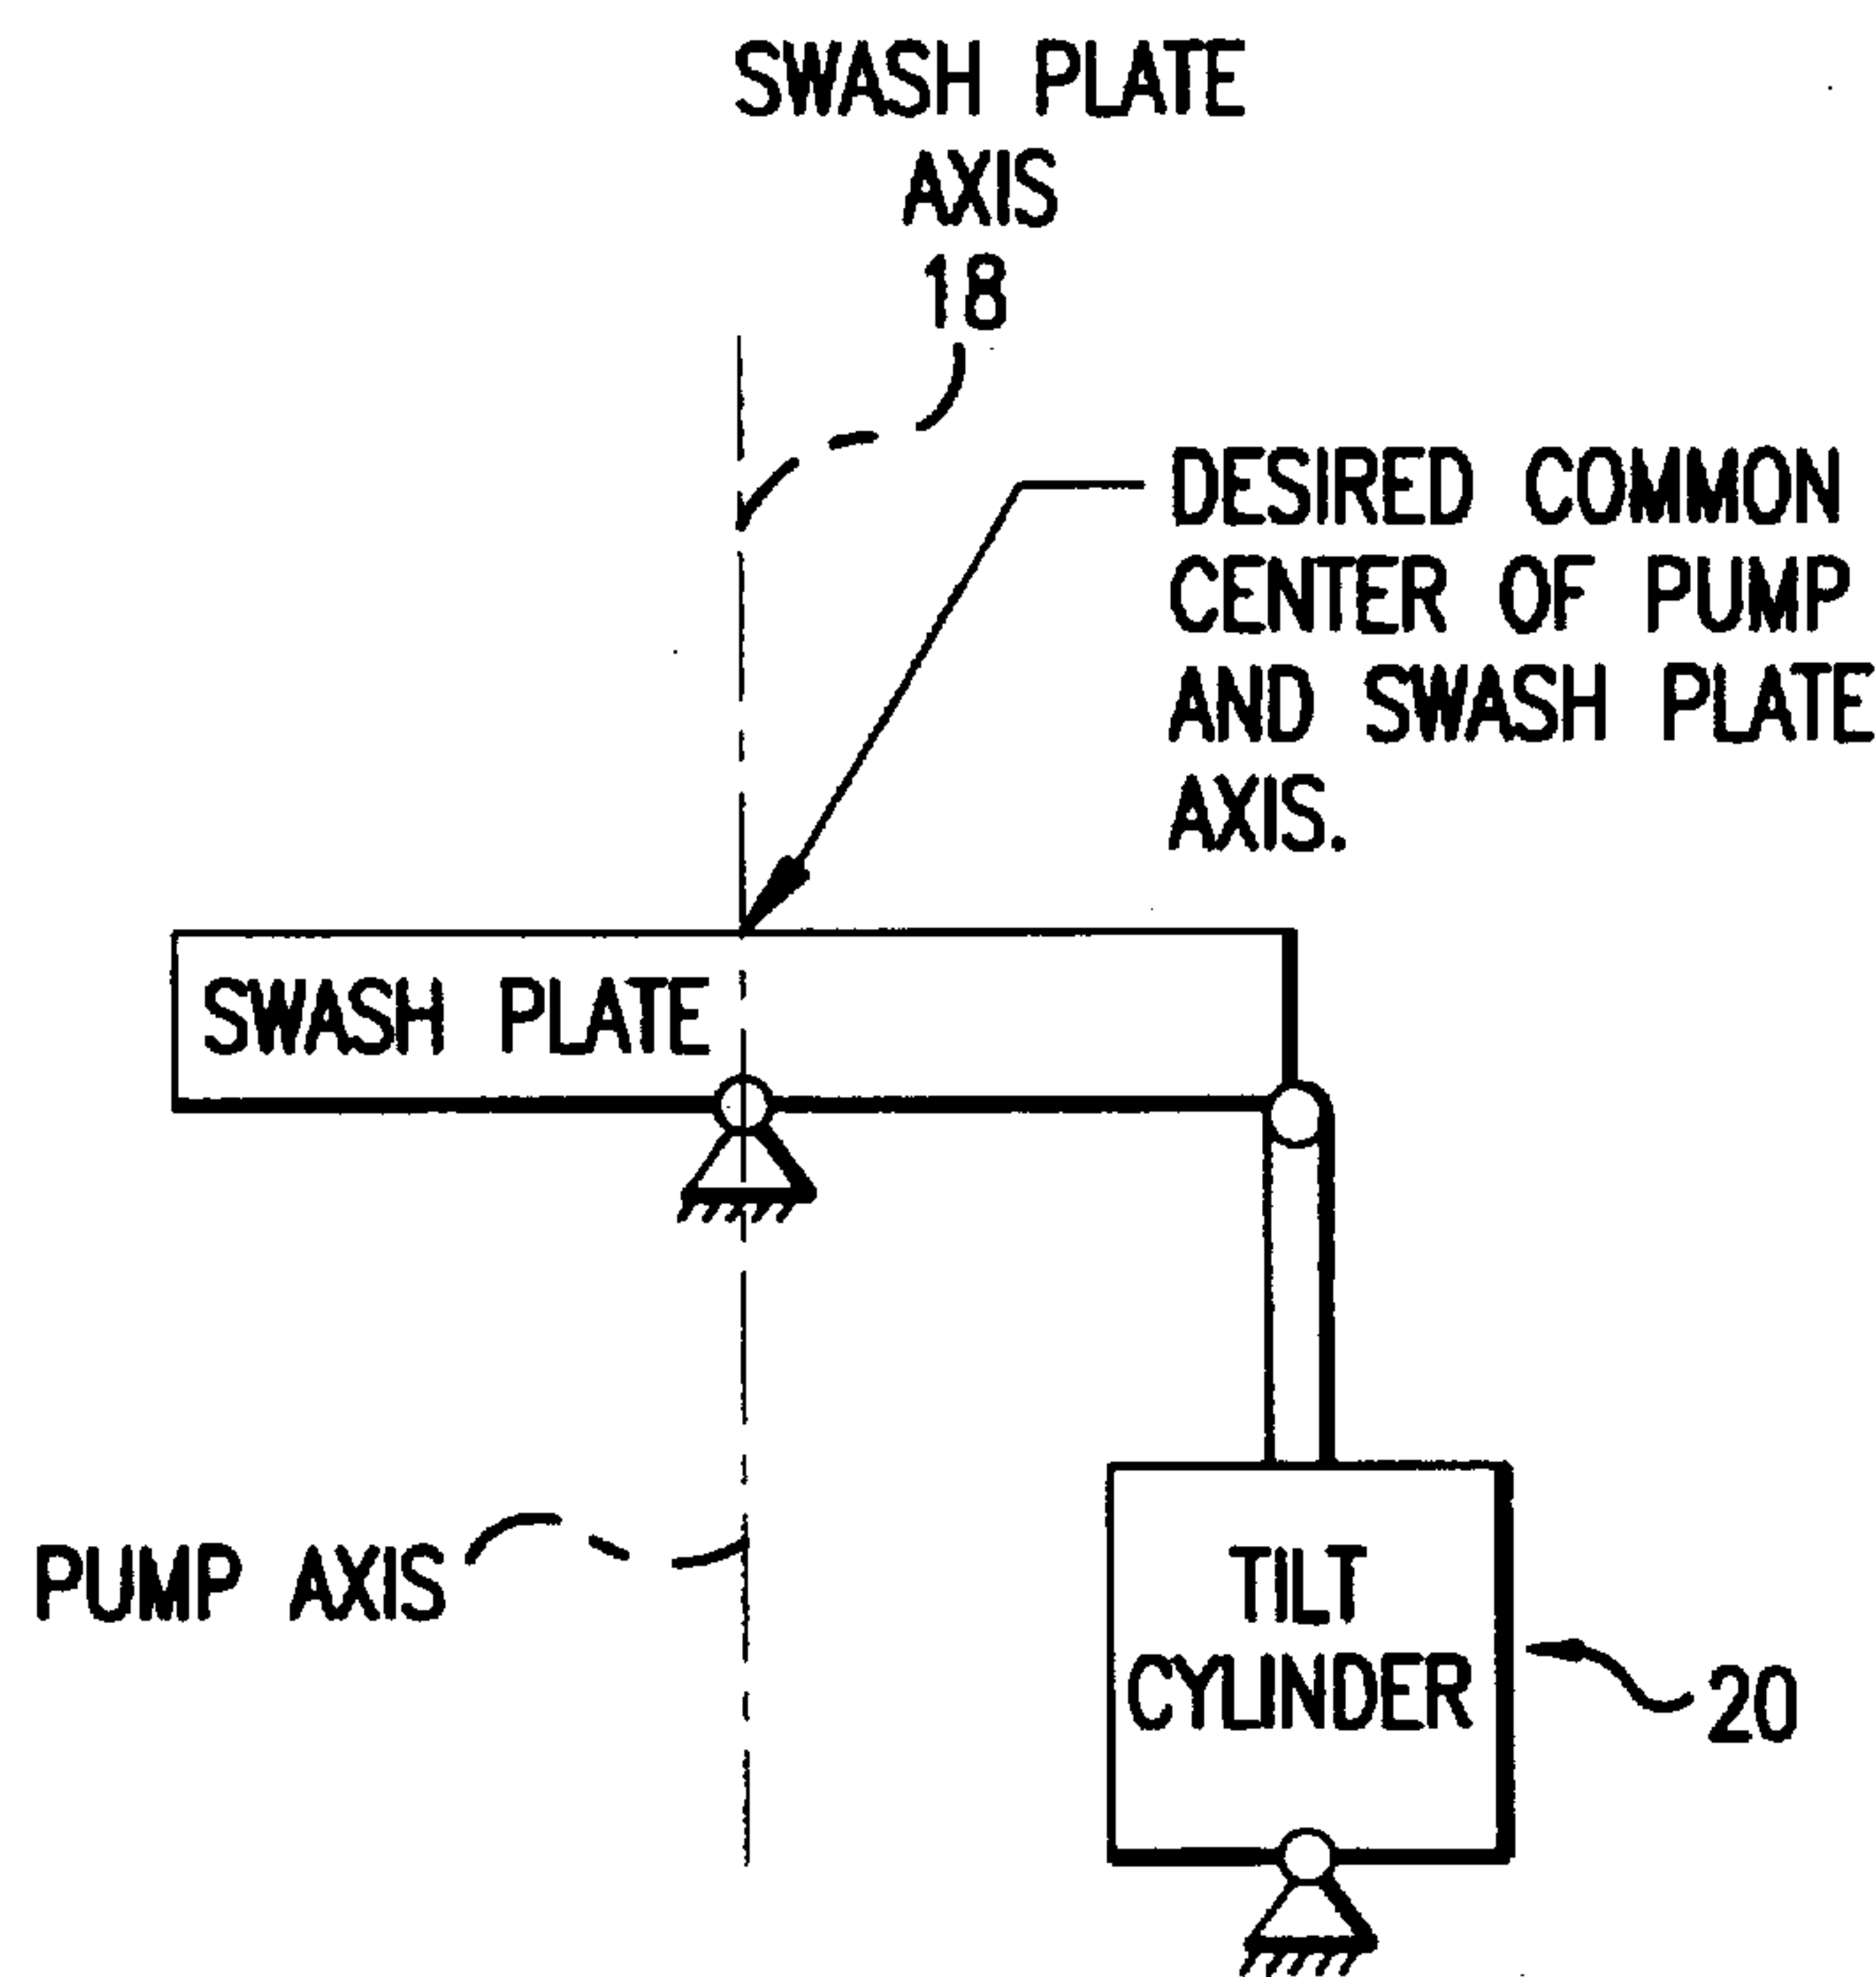 SWASH PLATE
AXIS
18
DESIRED COMMON
CENTER OF PUMP
AND SWASH PLATE
AXIS.
SWASH PLATE
PUMP AXIS
TILT
CYLINDER
20